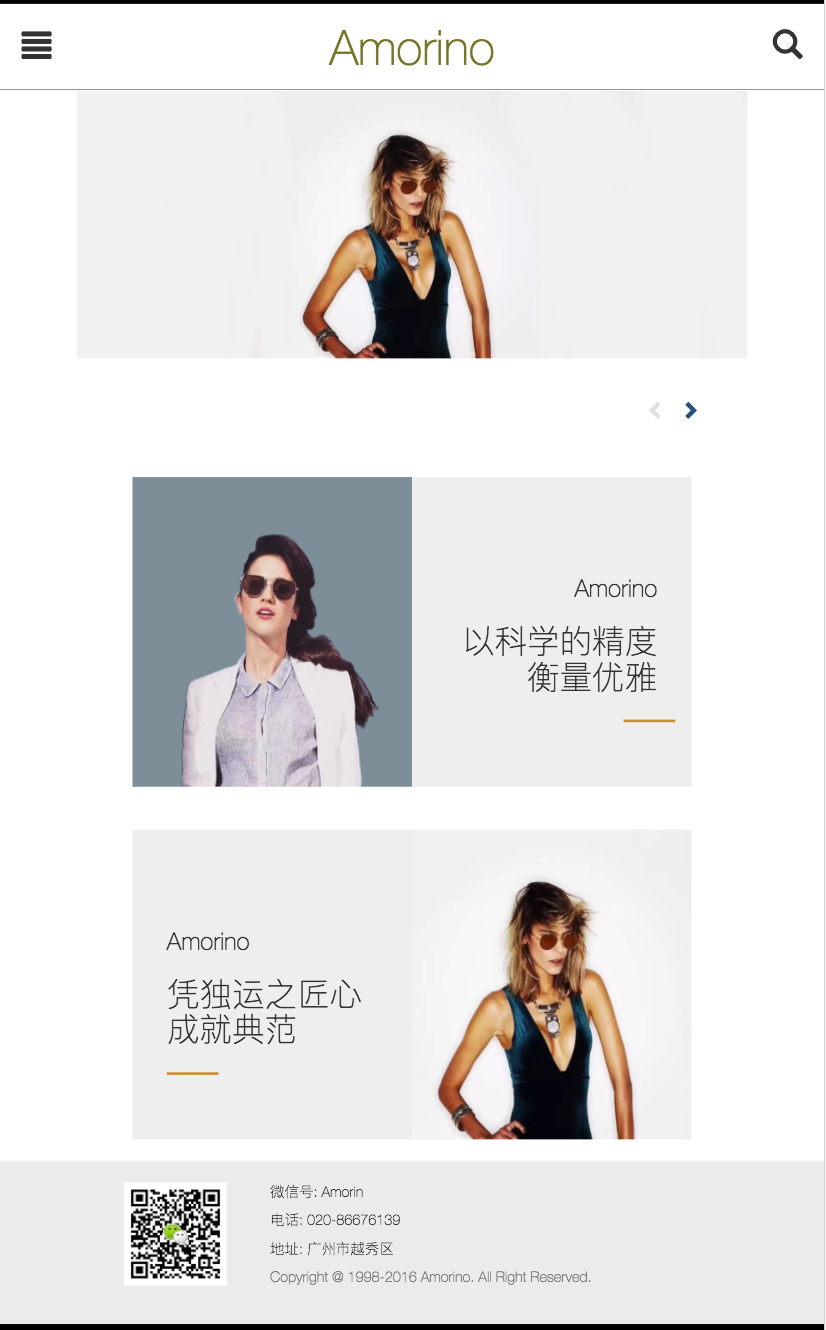 Amorino
Amorino
以科学的精度
衡量优雅
Amorino
凭独运之匠心
成就典范
微信号: Amorin
电话: 020-86676139
地址: 广州市越秀区
Copyright @ 1998-2016 Amorino. All Right Reserved.